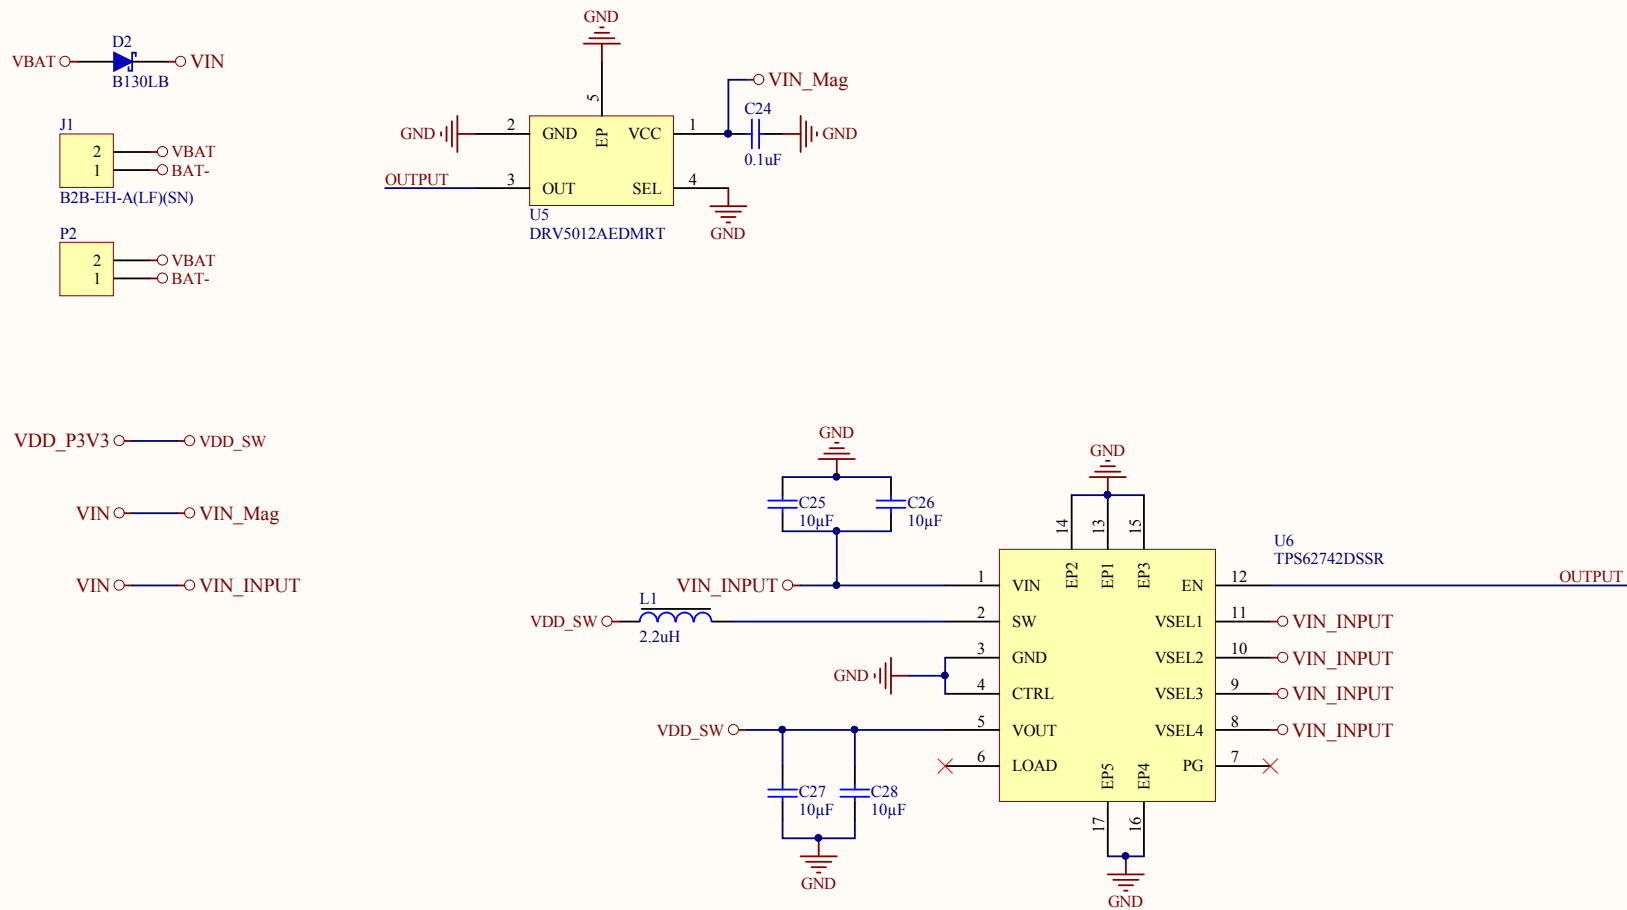 D2
VBAT
VIN
B130LB
J1
2
VBAT
1
BAT-
B2B-EH-A(LF)(SN)
P2
2
VBAT
1
BAT-
GND
5
VIN_Mag
C24
0.1uF
GND
GND
2
GND
EP
VCC
1
OUTPUT
3
OUT
SEL
4
U5
DRV5012AEDMRT
GND
VDD_P3V3
VDD_SW
VIN
VIN_Mag
VIN
VIN_INPUT
GND
C25
10µF
C26
10µF
GND
14
13
15
U6
TPS62742DSSR
EP2
EP1
EP3
VIN_INPUT
1
VIN
EN
12
OUTPUT
L1
VDD_SW
2.2uH
2
SW
VSEL1
11
VIN_INPUT
3
GND
VSEL2
10
VIN_INPUT
GND
4
CTRL
VSEL3
9
VIN_INPUT
VDD_SW
5
VOUT
VSEL4
8
VIN_INPUT
6
LOAD
PG
7
EP5
EP4
C27
10µF
C28
10µF
17
16
GND
GND